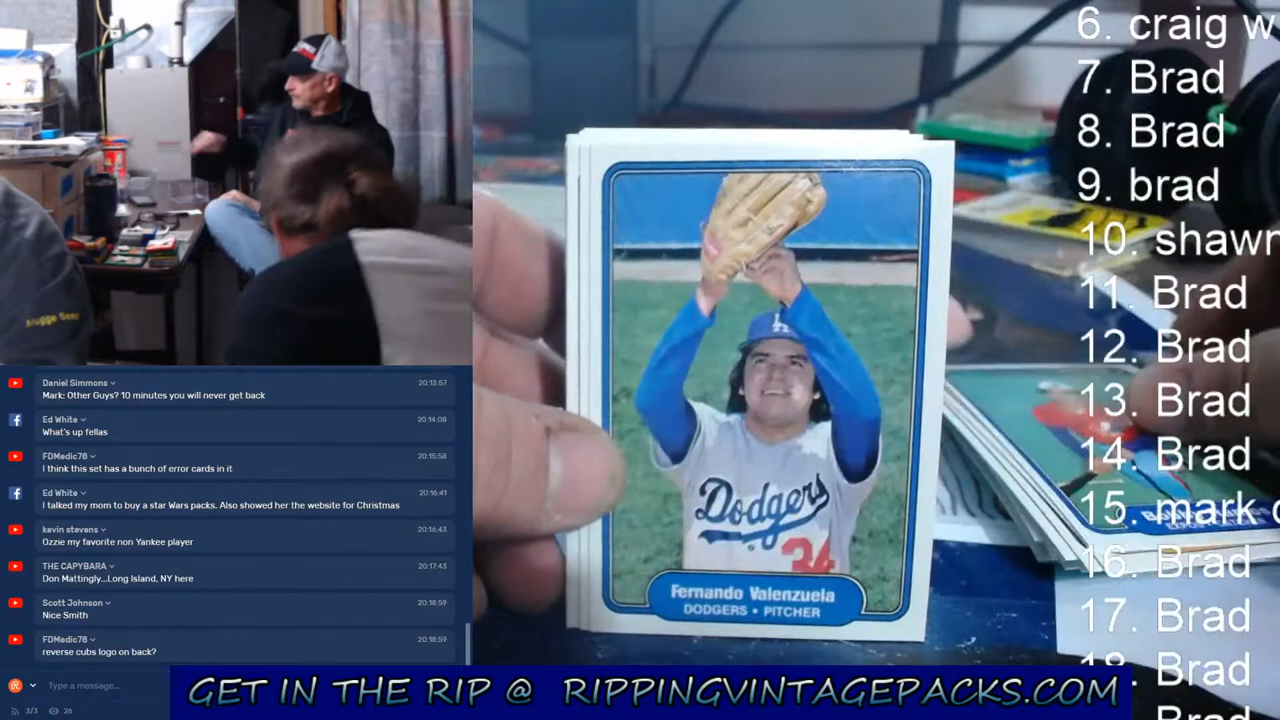 Daniel Simmons
20:13:57
Mark: Other Guys? 10 minutes you will never get back
Ed White
20:14:08
What's up fellas
FDMedic78
20:15:58
I think this set has a bunch of error cards in it
Ed White
20:16:41
I talked my mom to buy a star Wars packs. Also showed her the website for Christmas
kevin stevens
20:16:43
Ozzie my favorite non Yankee player
THE CAPYBARA
20:17:43
Don Mattingly...Long Island, NY here
Scott Johnson
20:18:59
Nice Smith
FDMedic78
20:18:59
reverse cubs logo on back?
Type a message...
3/3
26
LA
Dodgers
34
Fernando Valenzuela
DODGERS • PITCHER
6. craig w
7. Brad
8. Brad
9. brad
10. shawn
11. Brad
12. Brad
13. Brad
14. Brad
15. mark
16. Brad
17. Brad
18. Brad
GET IN THE RIP @ RIPPINGVINTAGEPACKS.COM